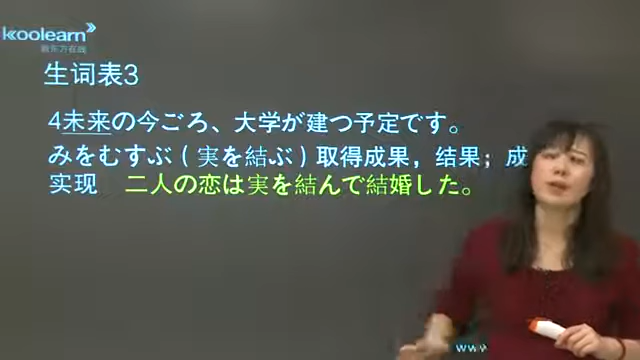 koolearn
新东方在线
生词表3
4未来の今ごろ、大学が建つ予定です。
みをむすぶ（実を結ぶ）取得成果，结果；成
实现 二人の恋は実を結んで結婚した。
www